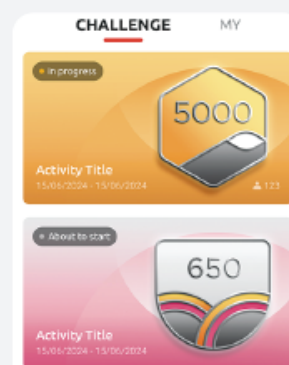 CHALLENGE MY
In progress
5000
Activity Title
15/06/2024 - 15/06/2024
123
About to start
650
Activity Title
15/06/2024 - 15/06/2024